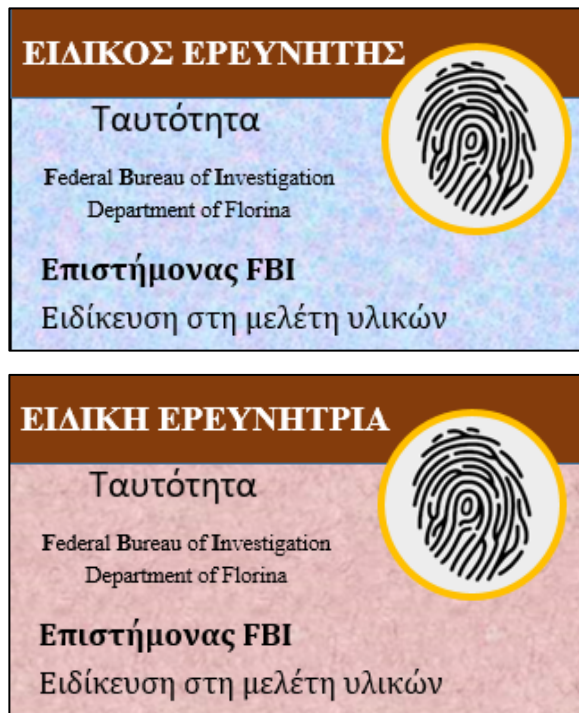 ΕΙΔΙΚΟΣ ΕΡΕΥΝΗΤΗΣ
Ταυτότητα
Federal Bureau of Investigation
Department of Florina
Επιστήμονας FBI
Ειδίκευση στη μελέτη υλικών
ΕΙΔΙΚΗ ΕΡΕΥΝΗΤΡΙΑ
Ταυτότητα
Federal Bureau of Investigation
Department of Florina
Επιστήμονας FBI
Ειδίκευση στη μελέτη υλικών